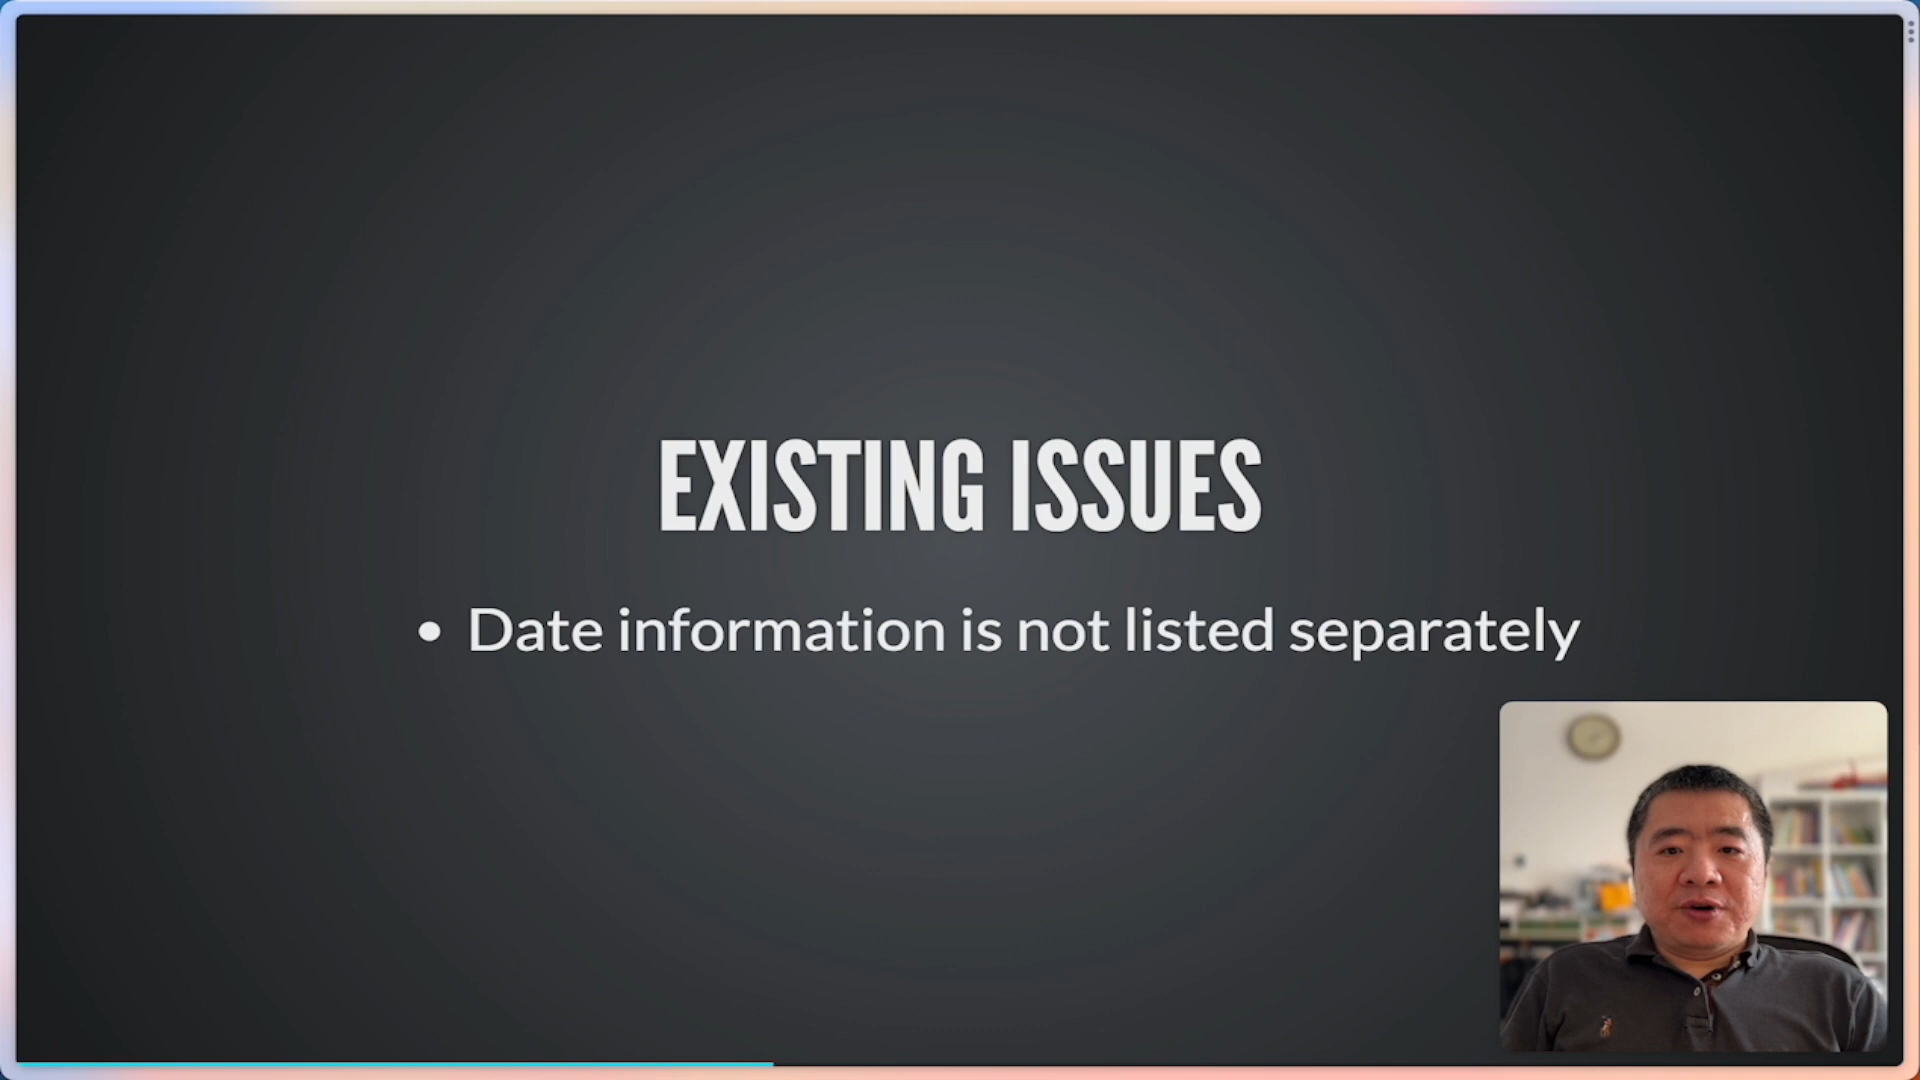 EXISTING ISSUES
• Date information is not listed separately